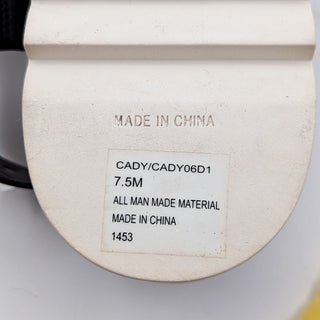 MADE IN CHINA
CADY/CADY06D1
7.5M
ALL MAN MADE MATERIAL
MADE IN CHINA
1453